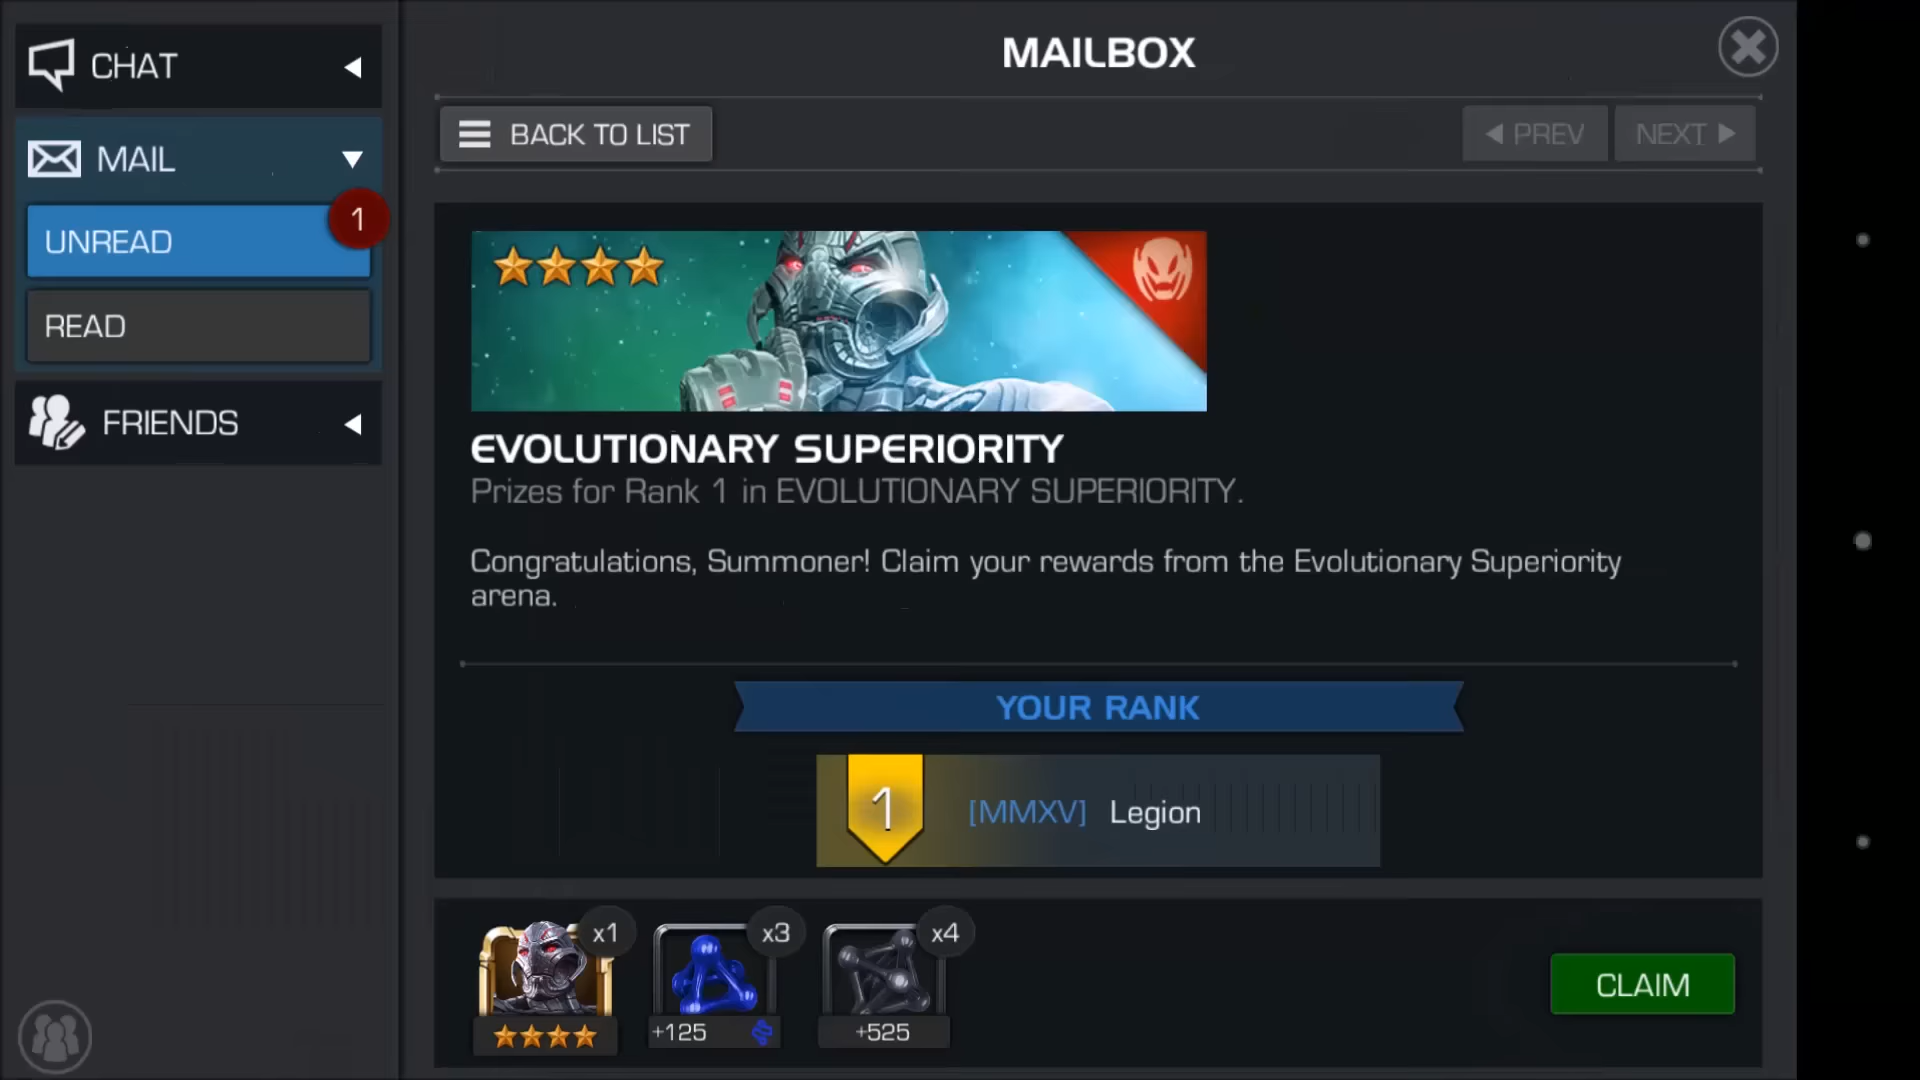 CHAT
MAIL
1
UNREAD
READ
FRIENDS
MAILBOX
BACK TO LIST
PREV
NEXT
EVOLUTIONARY SUPERIORITY
Prizes for Rank 1 in EVOLUTIONARY SUPERIORITY.
Congratulations, Summoner! Claim your rewards from the Evolutionary Superiority
arena.
YOUR RANK
1 [MMXV] Legion
x1
x3
x4
+125
+525
CLAIM